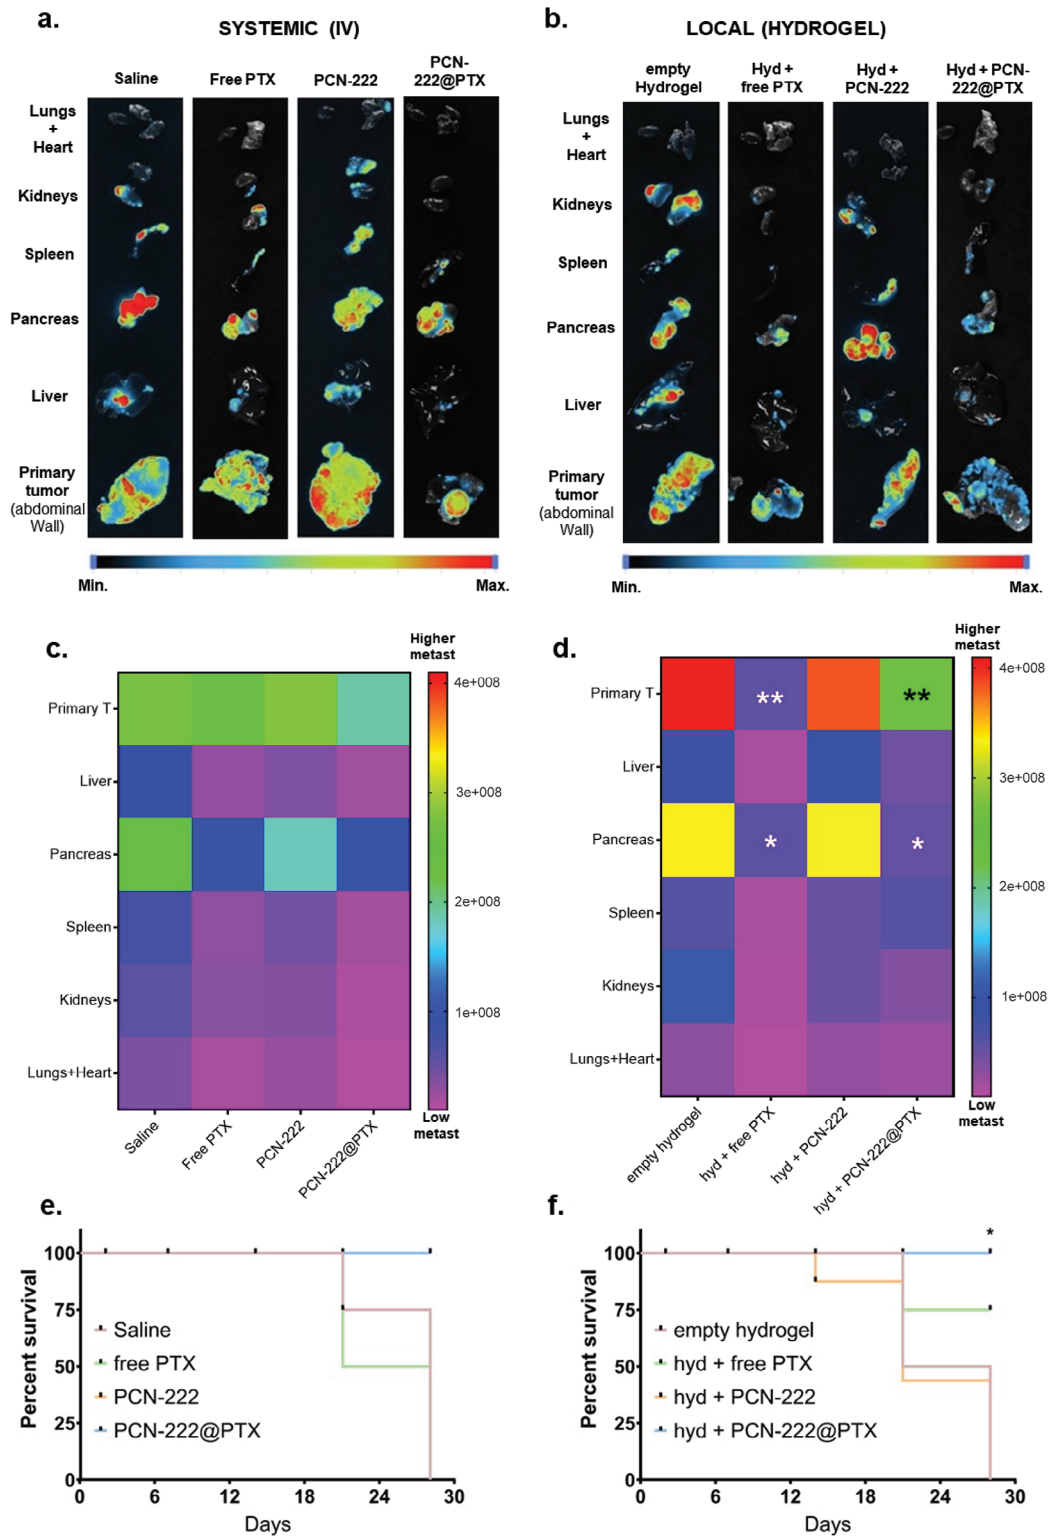 a.
SYSTEMIC (IV)
Saline
Free PTX
PCN-222
PCN-
222@PTX
Lungs
+
Heart
Kidneys
Spleen
Pancreas
Liver
Primary
tumor
(abdominal
Wall)
Min.
Max.
b.
LOCAL (HYDROGEL)
empty
Hydrogel
Hyd +
free PTX
Hyd +
PCN-222
Hyd + PCN-
222@PTX
Lungs
+
Heart
Kidneys
Spleen
Pancreas
Liver
Primary
tumor
(abdominal
Wall)
Min.
Max.
c.
Higher
metast
Primary T
Liver
Pancreas
Spleen
Kidneys
Lungs+Heart
4e+008
3e+008
2e+008
1e+008
Low
metast
Saline
Free PTX
PCN-222
PCN-222@PTX
d.
Higher
metast
Primary T
** **
Liver
Pancreas
* *
Spleen
Kidneys
Lungs+Heart
4e+008
3e+008
2e+008
1e+008
Low
metast
empty hydrogel
hyd + free PTX
hyd + PCN-222
hyd + PCN-222@PTX
e.
Percent survival
100
75
50
25
0
Saline
free PTX
PCN-222
PCN-222@PTX
0 6 12 18 24 30
Days
f.
*
Percent survival
100
75
50
25
0
empty hydrogel
hyd + free PTX
hyd + PCN-222
hyd + PCN-222@PTX
0 6 12 18 24 30
Days